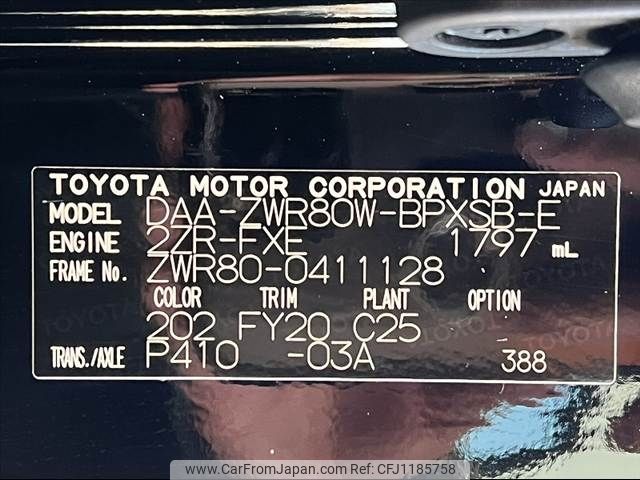 TOYOTA MOTOR CORPORATION JAPAN
MODEL DAA-ZWR80W-BPXSB-E
ENGINE 2ZR-FXE 1797 mL
FRAME No. ZWR80-0411128
COLOR TRIM PLANT OPTION
202 FY20 C25
TRANS./AXLE P410 -03A 388
www.CarFromJapan.com Ref No.CFJ1185758